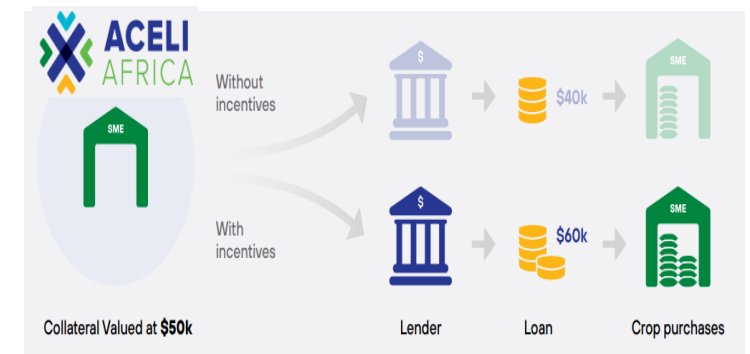 ACELI
AFRICA
SME
Without
incentives
$
$40k
SME
With
incentives
$
$60k
SME
Collateral Valued at $50k
Lender
Loan
Crop purchases